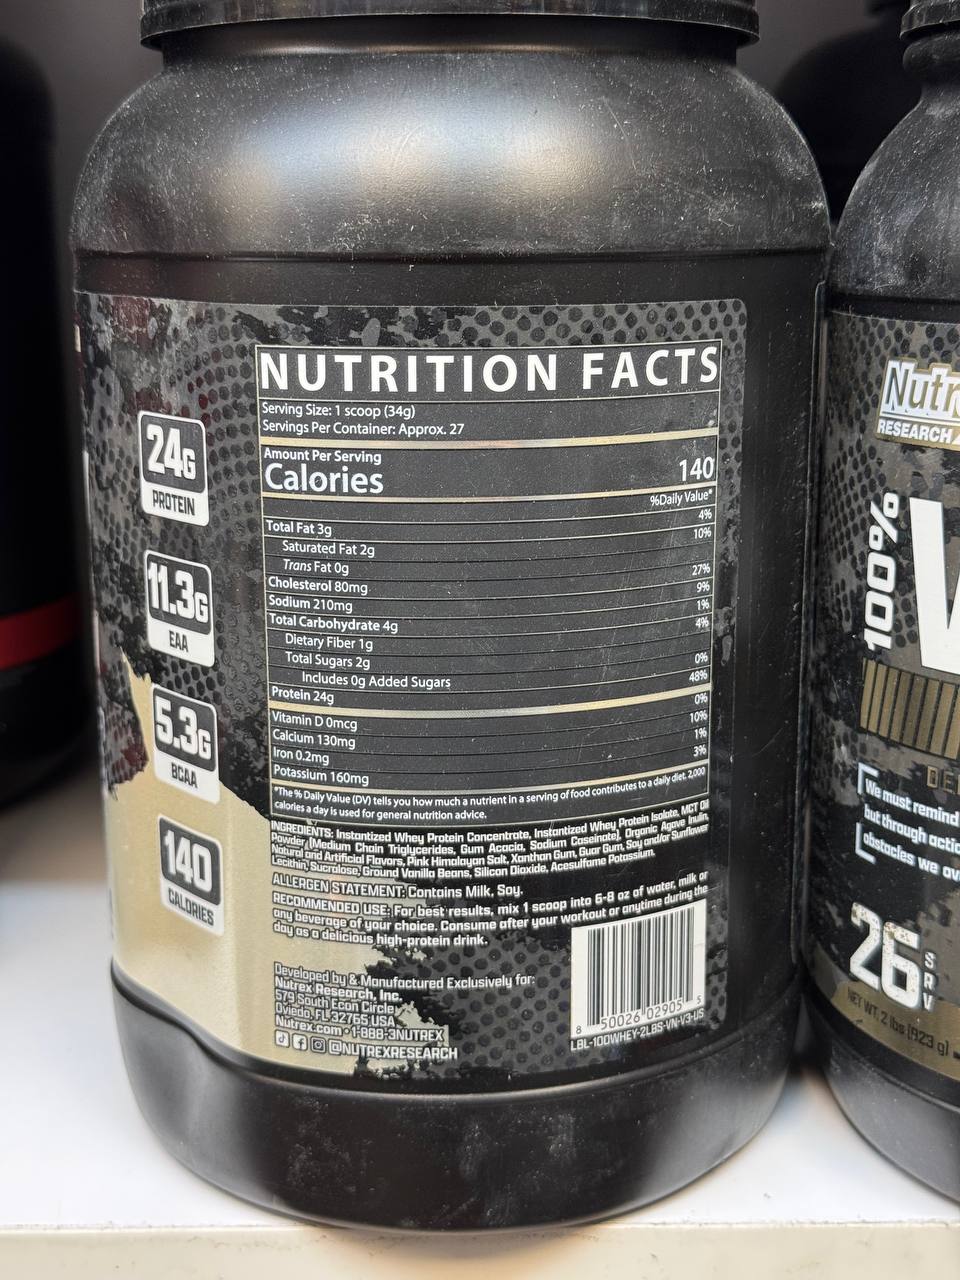 24G
PROTEIN
11.3G
EAA
5.3G
BCAA
140
CALORIES
NUTRITION FACTS
Serving Size: 1 scoop (34g)
Servings Per Container: Approx. 27
Amount Per Serving
Calories 140
%Daily Value*
Total Fat 3g 4%
Saturated Fat 2g 10%
Trans Fat 0g
Cholesterol 80mg 27%
Sodium 210mg 9%
Total Carbohydrate 4g 1%
Dietary Fiber 1g 4%
Total Sugars 2g
Includes 0g Added Sugars 0%
Protein 24g 48%
Vitamin D 0mcg 0%
Calcium 130mg 10%
Iron 0.2mg 1%
Potassium 160mg 3%
*The % Daily Value (DV) tells you how much a nutrient in a serving of food contributes to a daily diet. 2,000
calories a day is used for general nutrition advice.
INGREDIENTS: Instantized Whey Protein Concentrate, Instantized Whey Protein Isolate, MCT Oil
Powder (Medium Chain Triglycerides, Gum Acacia, Sodium Caseinate), Organic Agave Inulin,
Natural and Artificial Flavors, Pink Himalayan Salt, Xanthan Gum, Guar Gum, Soy and/or Sunflower
Lecithin, Sucralose, Ground Vanilla Beans, Silicon Dioxide, Acesulfame Potassium.
ALLERGEN STATEMENT: Contains Milk, Soy.
RECOMMENDED USE: For best results, mix 1 scoop into 6-8 oz of water, milk or
any beverage of your choice. Consume after your workout or anytime during the
day as a delicious high-protein drink.
Developed by & Manufactured Exclusively for:
Nutrex Research, Inc.
579 South Econ Circle
Oviedo, FL 32765 USA
Nutrex.com • 1-888-3NUTREX
@NUTREXRESEARCH
8 50026 02905 5
LBL-100WHEY-2LBS-VN-V3-US
Nutr
RESEARCH
100%
W
We must remind
but through actio
obstacles we ov
26
SRV
NET WT. 2 lbs (923 g)